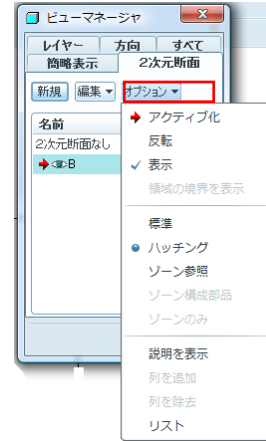 ビューマネージャ
レイヤー 方向 すべて
簡略表示 2次元断面
新規 編集 オプション
名前
2次元断面なし
B
アクティブ化
反転
表示
領域の境界を表示
標準
ハッチング
ゾーン参照
ゾーン構成部品
ゾーンのみ
説明を表示
列を追加
列を除去
リスト